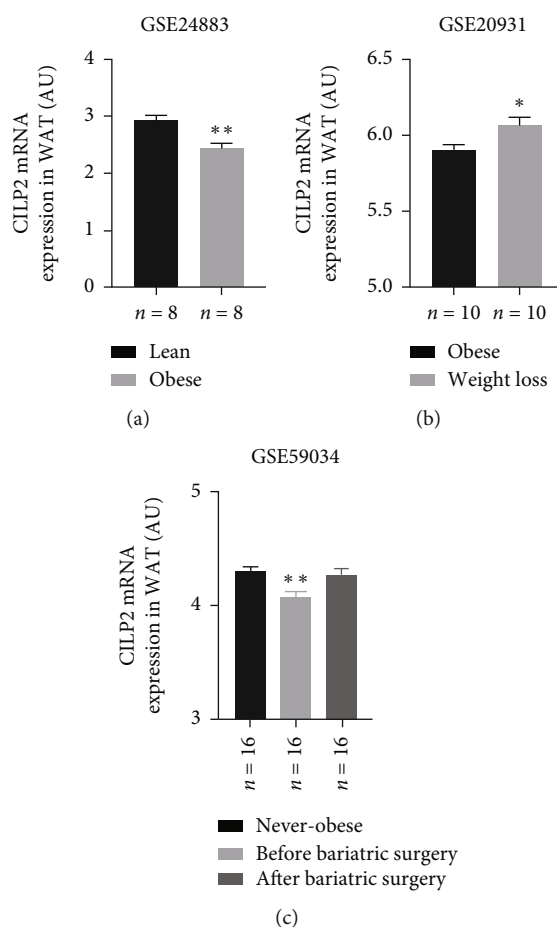 GSE24883
CILP2 mRNA
expression in WAT (AU)
4
3
2
1
0
**
n = 8 n = 8
Lean
Obese
(a)
GSE20931
CILP2 mRNA
expression in WAT (AU)
6.5
6.0
5.5
5.0
*
n = 10 n = 10
Obese
Weight loss
(b)
GSE59034
CILP2 mRNA
expression in WAT (AU)
5
4
3
**
n = 16
n = 16
n = 16
Never-obese
Before bariatric surgery
After bariatric surgery
(c)